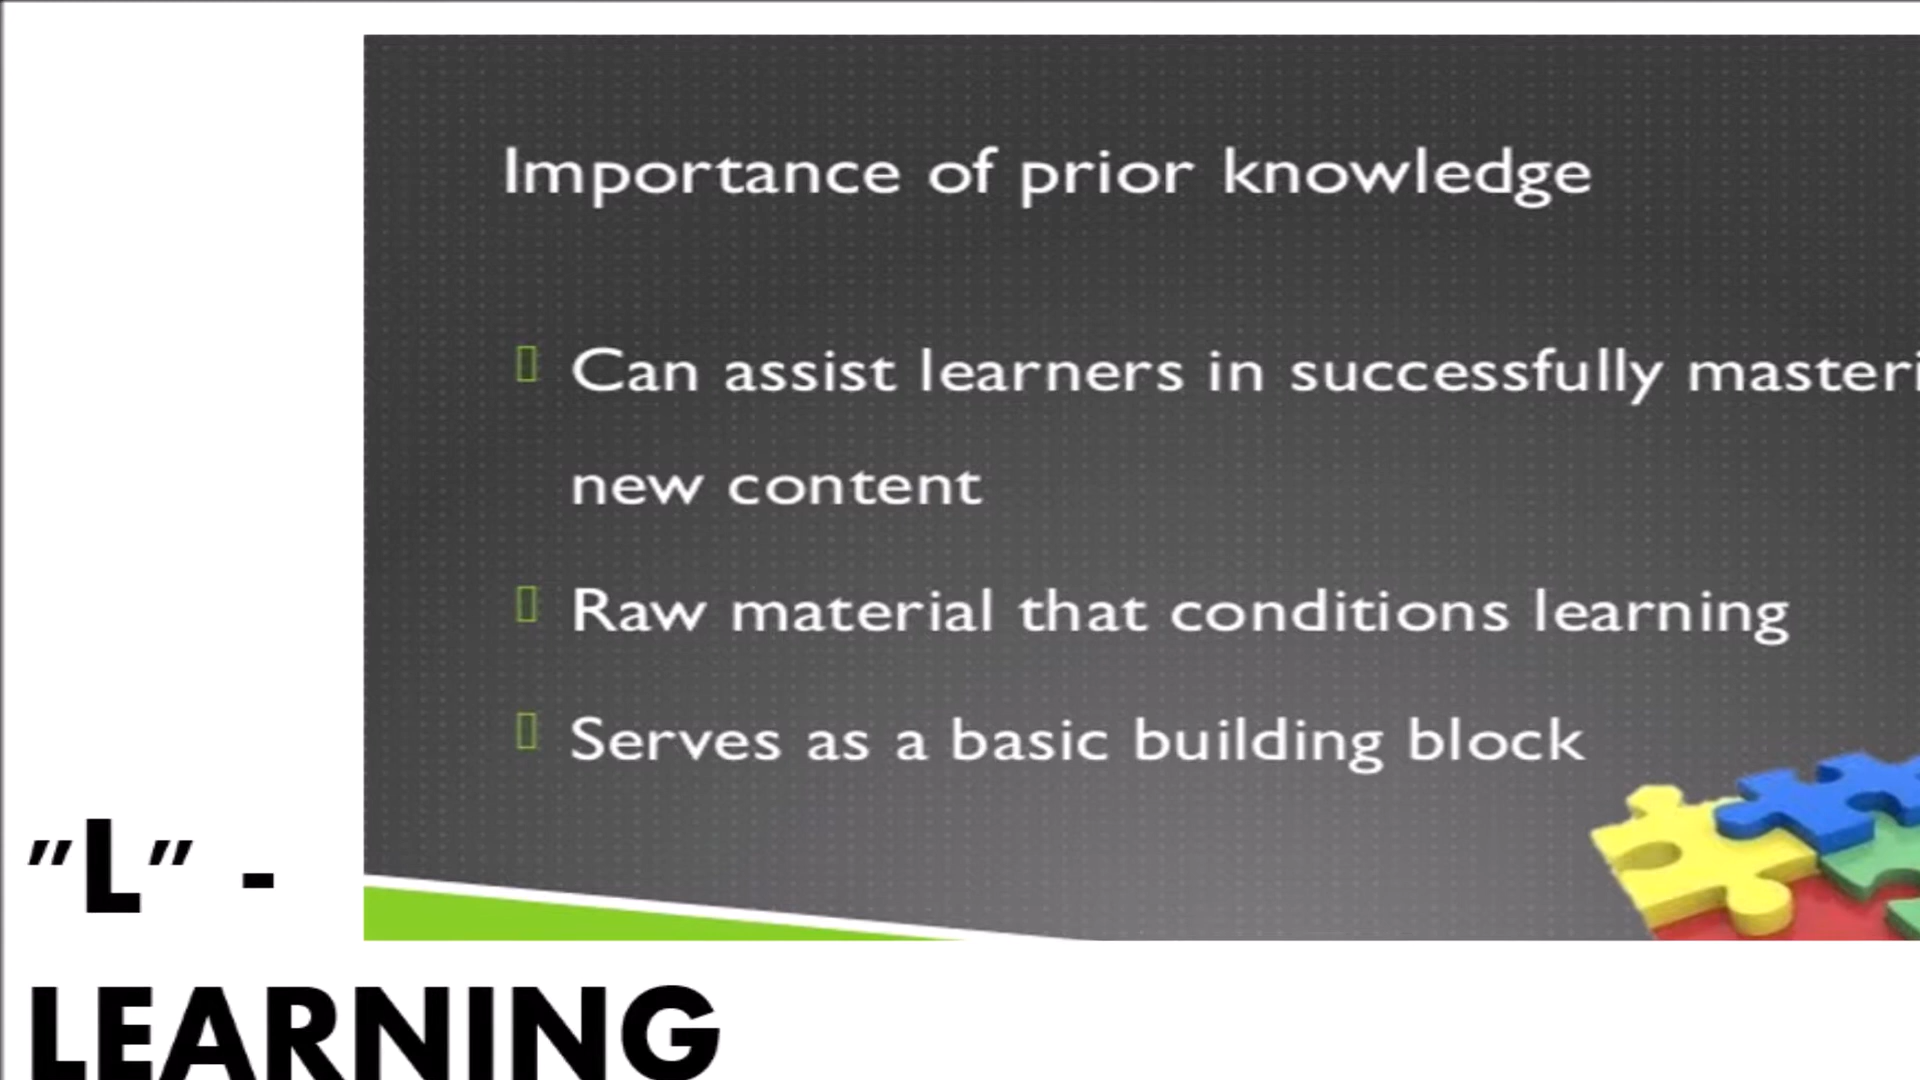 Importance of prior knowledge
Can assist learners in successfully
new content
Raw material that conditions learning
Serves as a basic building block
"L" -
LEARNING